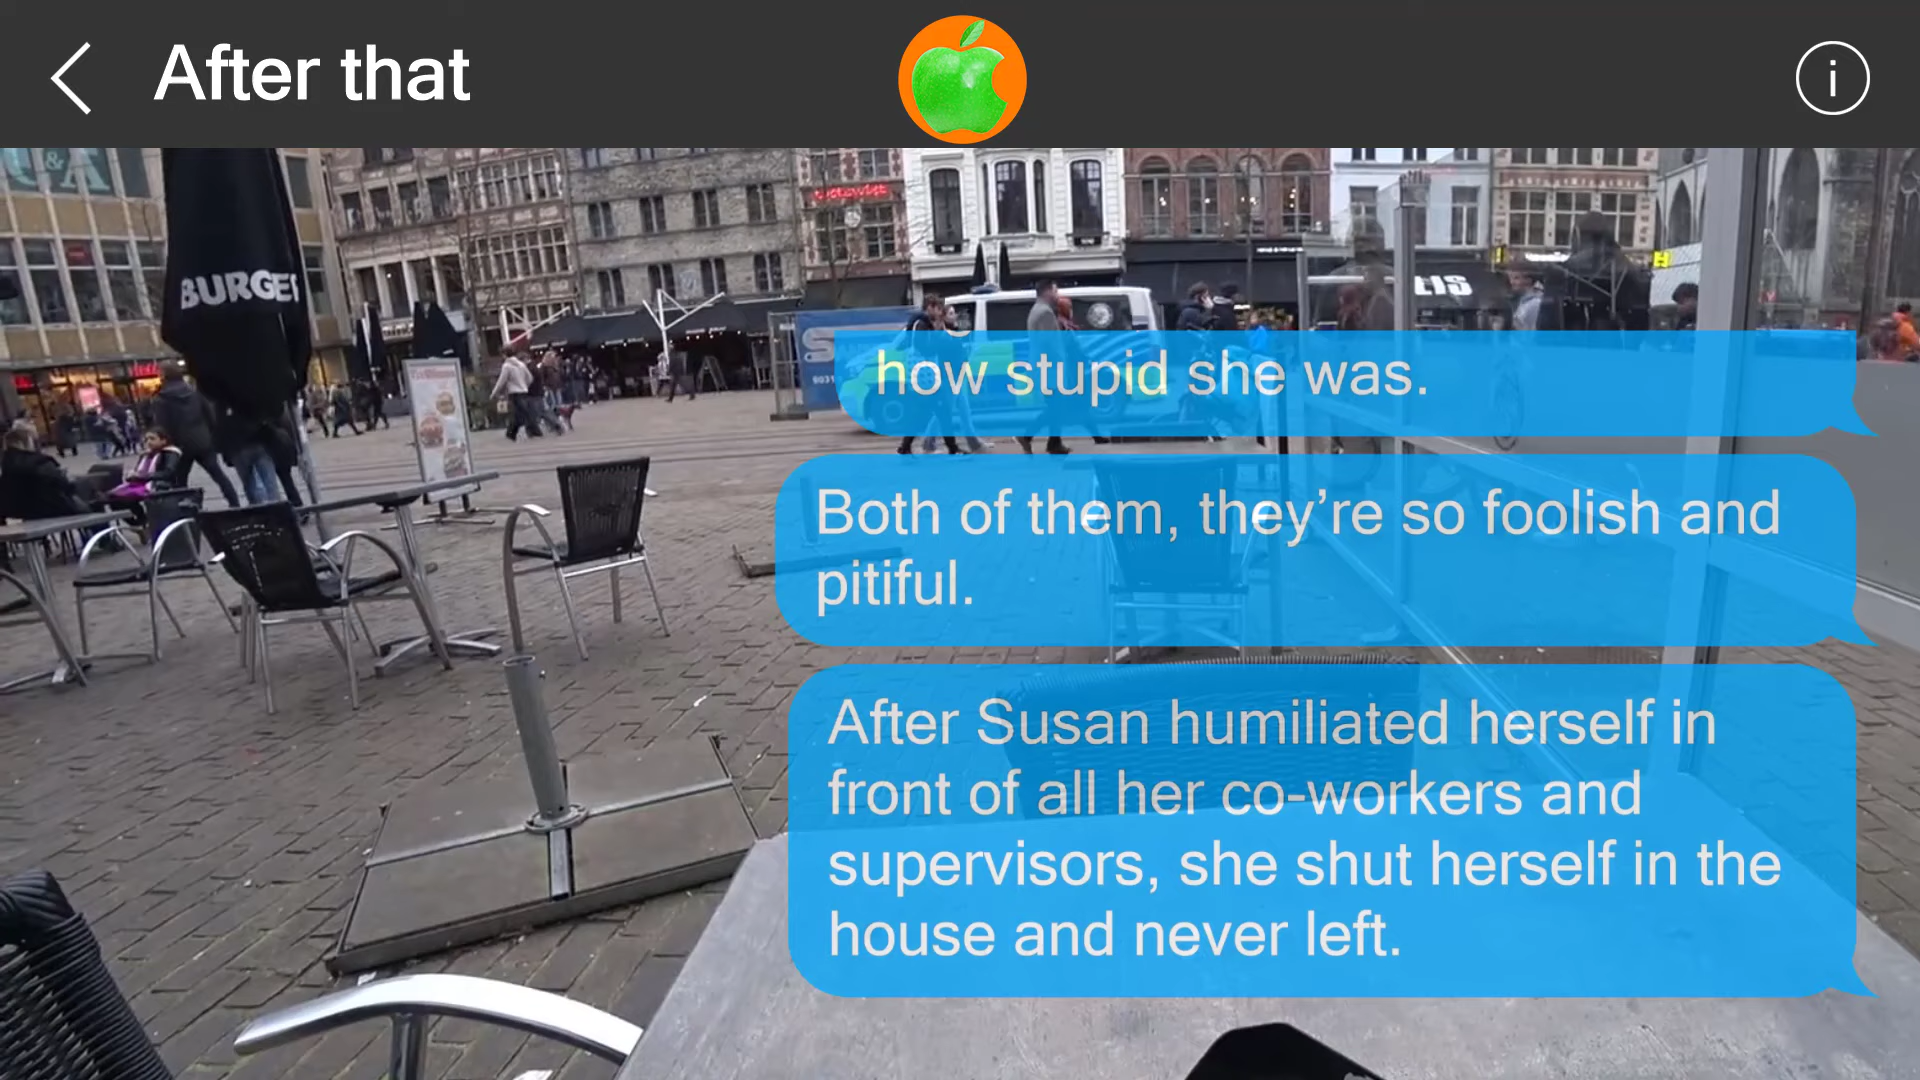 After that
i
C&A
BURGER
how stupid she was.
Both of them, they’re so foolish and
pitiful.
After Susan humiliated herself in
front of all her co-workers and
supervisors, she shut herself in the
house and never left.